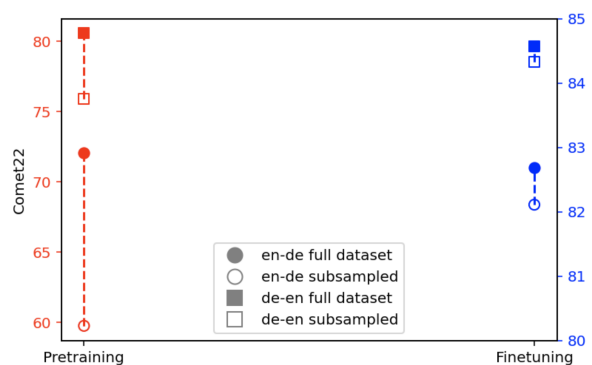 85
80
84
75
Comet22
83
70
82
65
en-de full dataset
en-de subsampled
81
de-en full dataset
de-en subsampled
60
80
Pretraining
Finetuning